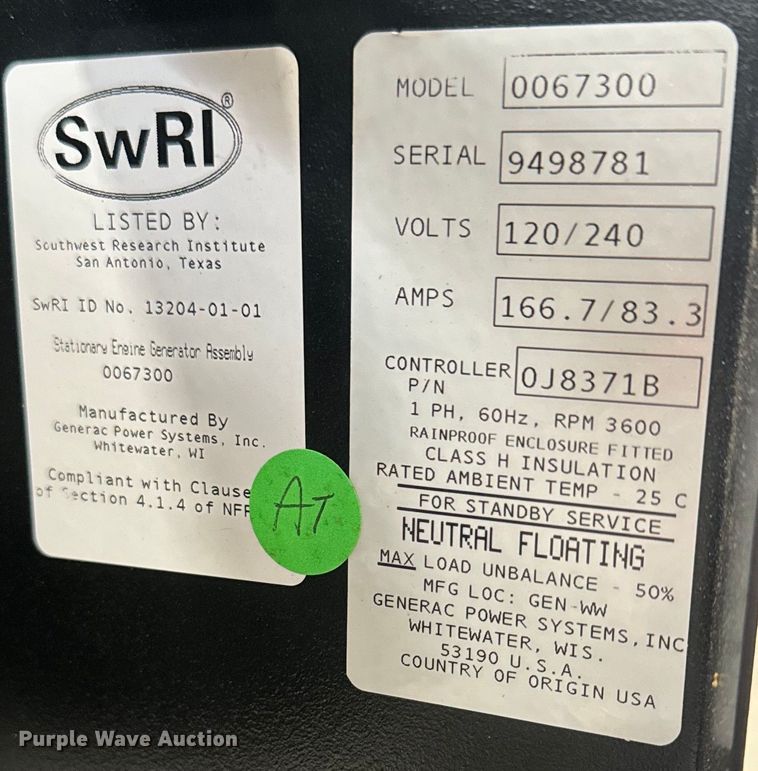 SwRI®
LISTED BY:
Southwest Research Institute
San Antonio, Texas
SwRI ID No. 13204-01-01
Stationary Engine Generator Assembly
0067300
Manufactured By
Generac Power Systems, Inc.
Whitewater, WI
Compliant with Clause
of Section 4.1.4 of
AT
MODEL 0067300
SERIAL 9498781
VOLTS 120/240
AMPS 166.7/83.3
CONTROLLER P/N 0J8371B
1 PH, 60Hz, RPM 3600
RAINPROOF ENCLOSURE FITTED
CLASS H INSULATION
RATED AMBIENT TEMP - 25 C
FOR STANDBY SERVICE
NEUTRAL FLOATING
MAX LOAD UNBALANCE - 50%
MFG LOC: GEN-WW
GENERAC POWER SYSTEMS, INC
WHITEWATER, WIS.
53190 U.S.A.
COUNTRY OF ORIGIN USA
Purple Wave Auction